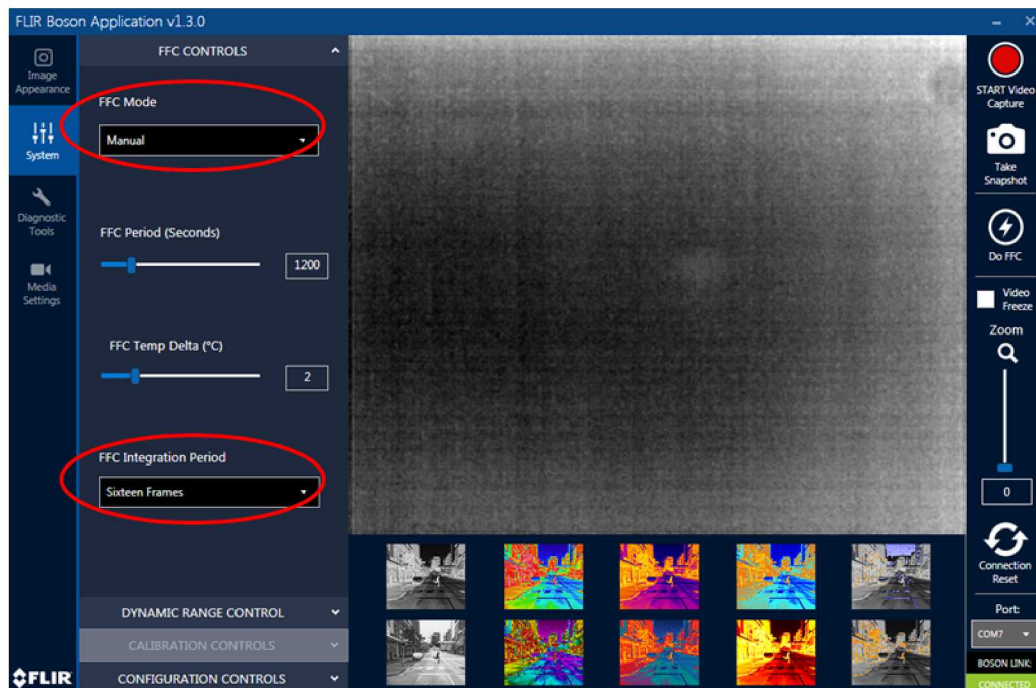 FLIR Boson Application v1.3.0
Image
Appearance
System
Diagnostic
Tools
Media
Settings
FLIR
FFC CONTROLS
FFC Mode
Manual
FFC Period (Seconds)
1200
FFC Temp Delta (°C)
2
FFC Integration Period
Sixteen Frames
DYNAMIC RANGE CONTROL
CALIBRATION CONTROLS
CONFIGURATION CONTROLS
START Video
Capture
Take
Snapshot
Do FFC
Video
Freeze
Zoom
0
Connection
Reset
Port:
COM7
BOSON LINK:
CONNECTED